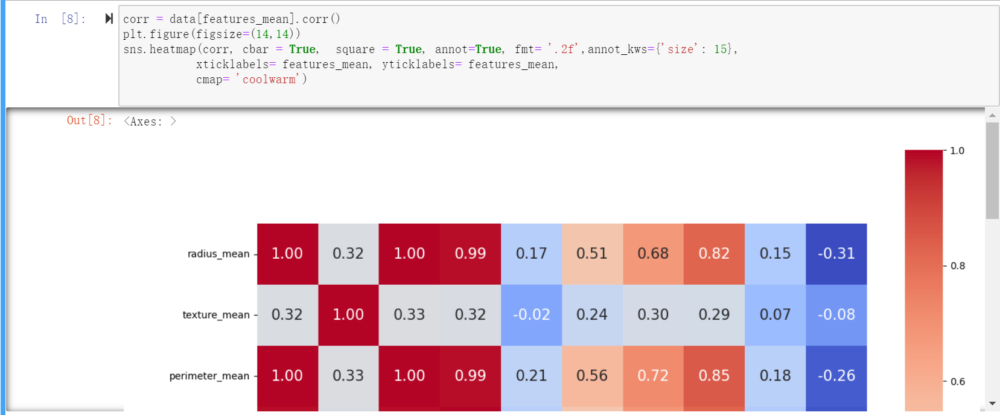 In [8]:
corr = data[features_mean].corr()
plt.figure(figsize=(14,14))
sns.heatmap(corr, cbar = True,  square = True, annot=True, fmt= '.2f',annot_kws={'size': 15},
           xticklabels= features_mean, yticklabels= features_mean,
           cmap= 'coolwarm')
Out[8]: <Axes: >
1.0
radius_mean 1.00 0.32 1.00 0.99 0.17 0.51 0.68 0.82 0.15 -0.31
0.8
texture_mean 0.32 1.00 0.33 0.32 -0.02 0.24 0.30 0.29 0.07 -0.08
perimeter_mean 1.00 0.33 1.00 0.99 0.21 0.56 0.72 0.85 0.18 -0.26
0.6